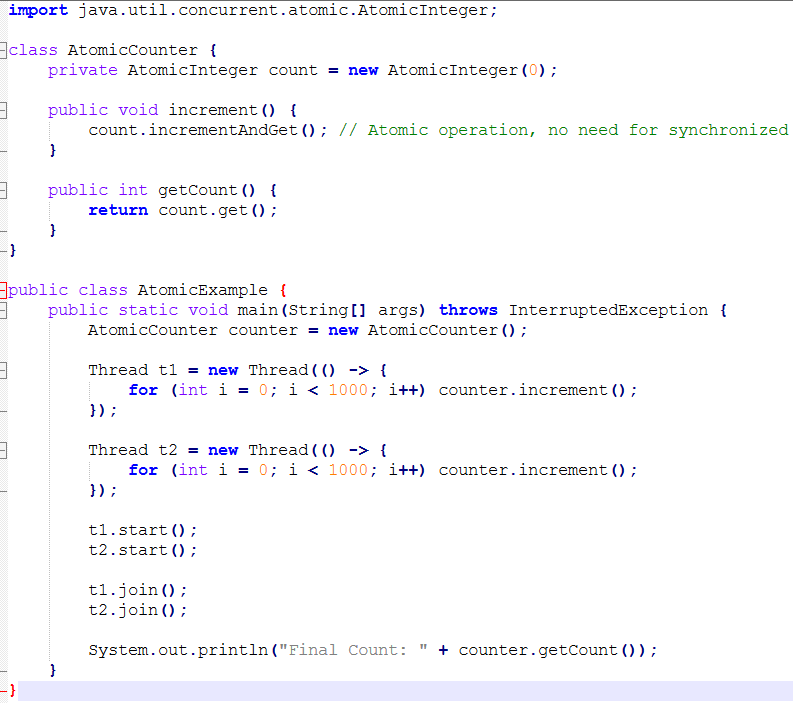 import java.util.concurrent.atomic.AtomicInteger;

class AtomicCounter {
    private AtomicInteger count = new AtomicInteger(0);

    public void increment() {
        count.incrementAndGet(); // Atomic operation, no need for synchronized
    }

    public int getCount() {
        return count.get();
    }
}

public class AtomicExample {
    public static void main(String[] args) throws InterruptedException {
        AtomicCounter counter = new AtomicCounter();

        Thread t1 = new Thread(() -> {
            for (int i = 0; i < 1000; i++) counter.increment();
        });

        Thread t2 = new Thread(() -> {
            for (int i = 0; i < 1000; i++) counter.increment();
        });

        t1.start();
        t2.start();

        t1.join();
        t2.join();

        System.out.println("Final Count: " + counter.getCount());
    }
}